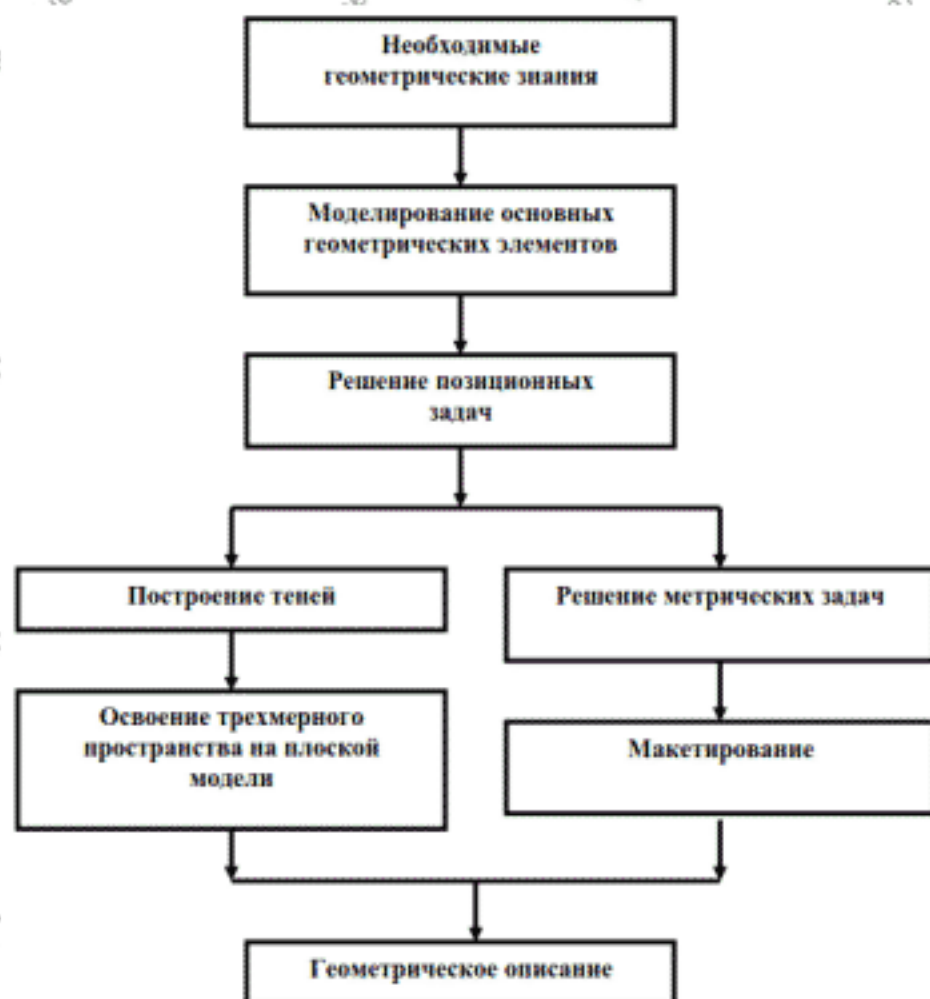 Необходимые
геометрические знания
Моделирование основных
геометрических элементов
Решение позиционных
задач
Построение теней
Решение метрических задач
Освоение трехмерного
пространства на плоской
модели
Макетирование
Геометрическое описание